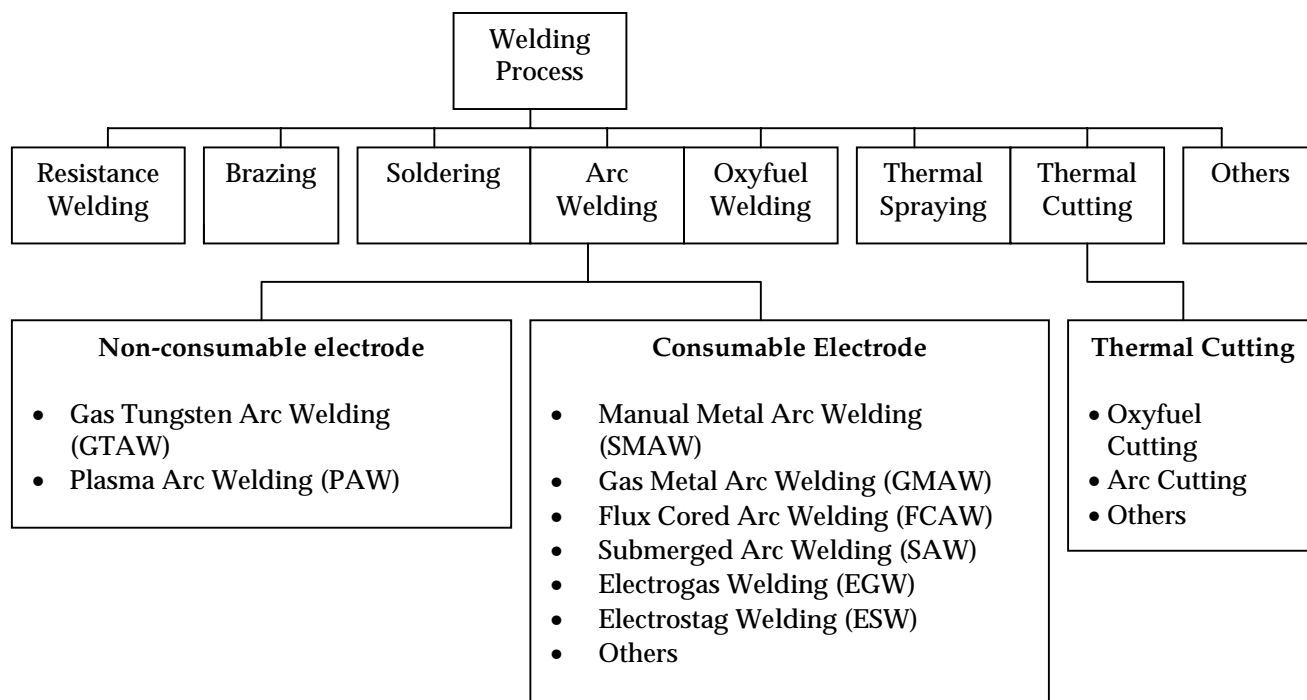 Welding
Process
Resistance
Welding
Brazing
Soldering
Arc
Welding
Oxyfuel
Welding
Thermal
Spraying
Thermal
Cutting
Others
Non-consumable electrode
• Gas Tungsten Arc Welding
(GTAW)
• Plasma Arc Welding (PAW)
Consumable Electrode
• Manual Metal Arc Welding
(SMAW)
• Gas Metal Arc Welding (GMAW)
• Flux Cored Arc Welding (FCAW)
• Submerged Arc Welding (SAW)
• Electrogas Welding (EGW)
• Electrostag Welding (ESW)
• Others
Thermal Cutting
• Oxyfuel
Cutting
• Arc Cutting
• Others